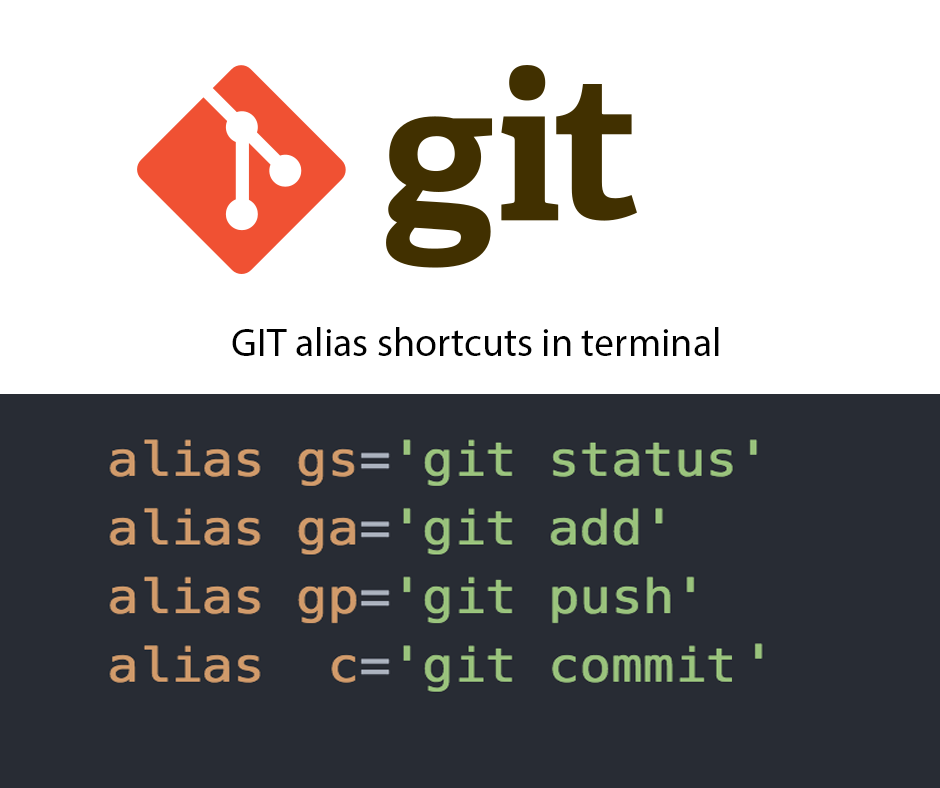 git
GIT alias shortcuts in terminal
alias gs='git status'
alias ga='git add'
alias gp='git push'
alias  c='git commit'